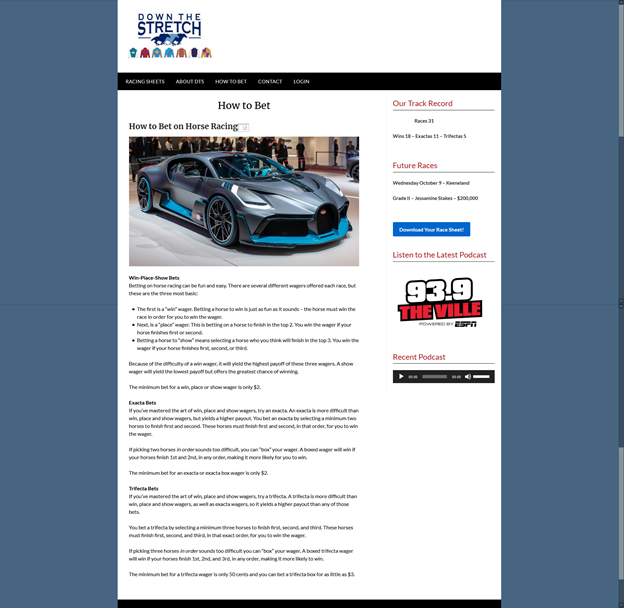 DOWN THE
STRETCH
RACING SHEETS ABOUT DTS HOW TO BET CONTACT LOGIN
How to Bet
How to Bet on Horse Racing
Win-Place-Show Bets
Betting on horse racing can be fun and easy. There are several different wagers offered each race, but
these are the three most basic:
The first is a "win" wager. Betting a horse to win is just as fun as it sounds – the horse must win the
race in order for you to win the wager.
Next, is a "place" wager. This is betting on a horse to finish in the top 2. You win the wager if your
horse finishes first or second.
Betting a horse to "show" means selecting a horse who you think will finish in the top 3. You win the
wager if your horse finishes first, second, or third.
Because of the difficulty of a win wager, it will yield the highest payoff of these three wagers. A show
wager will yield the lowest payoff but offers the greatest chance of winning.
The minimum bet for a win, place or show wager is only $2.
Exacta Bets
If you've mastered the art of win, place and show wagers, try an exacta. An exacta is more difficult than
win, place and show wagers, but yields a higher payout. You bet an exacta by selecting a minimum two
horses to finish first and second. These horses must finish first and second, in that order, for you to win
the wager.
If picking two horses in order sounds too difficult, you can "box" your wager. A boxed wager will win if
your horses finish 1st and 2nd, in any order, making it more likely for you to win.
The minimum bet for an exacta or exacta box wager is only $2.
Trifecta Bets
If you've mastered the art of win, place and show wagers, try a trifecta. A trifecta is more difficult than
win, place and show wagers, as well as exacta wagers, so it yields a higher payout than any of those
bets.
You bet a trifecta by selecting a minimum three horses to finish first, second, and third. These horses
must finish first, second, and third, in that exact order, for you to win the wager.
If picking three horses in order sounds too difficult you can "box" your wager. A boxed trifecta wager
will win if your horses finish 1st, 2nd, and 3rd, in any order, making it more likely to win.
The minimum bet for a trifecta wager is only 50 cents and you can bet a trifecta box for as little as $3.
Our Track Record
Races 31
Wins 18 – Exactas 11 – Trifectas 5
Future Races
Wednesday October 9 – Keeneland
Grade II – Jessamine Stakes – $200,000
Download Your Race Sheet!
Listen to the Latest Podcast
93.9
THE VILLE
POWERED BY ESPN
Recent Podcast
00:00 00:00